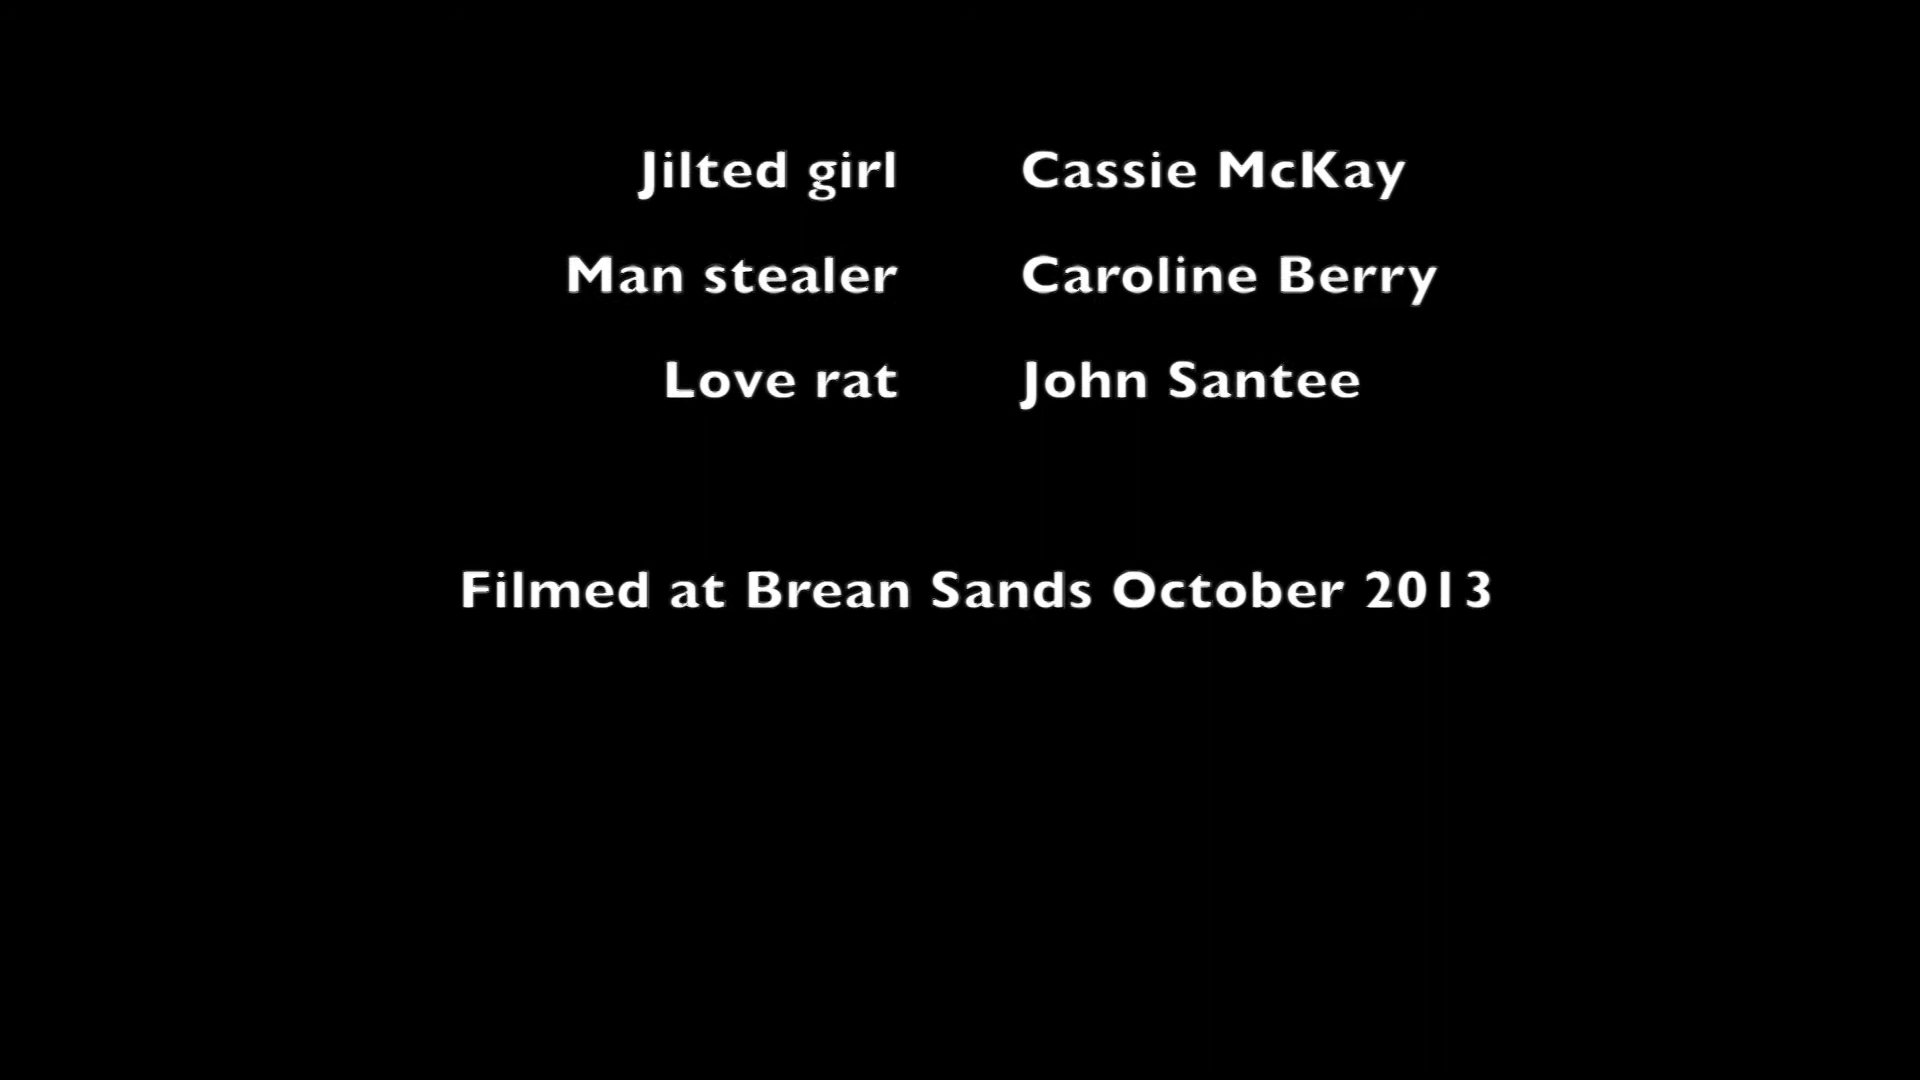 Jilted girl Cassie McKay
Man stealer Caroline Berry
Love rat John Santee
Filmed at Brean Sands October 2013